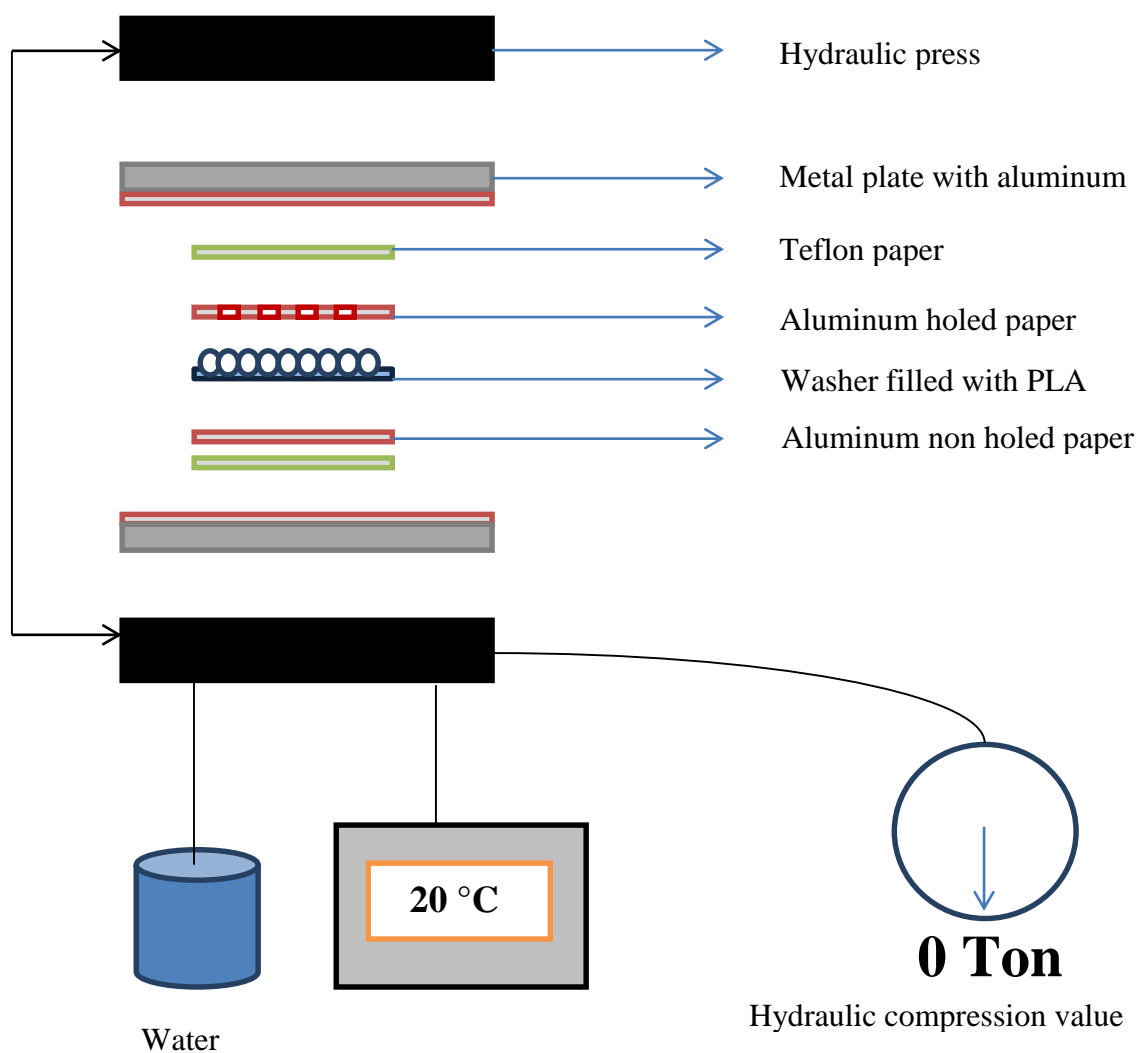 Hydraulic press
Metal plate with aluminum
Teflon paper
Aluminum holed paper
Washer filled with PLA
Aluminum non holed paper
20 °C
0 Ton
Hydraulic compression value
Water